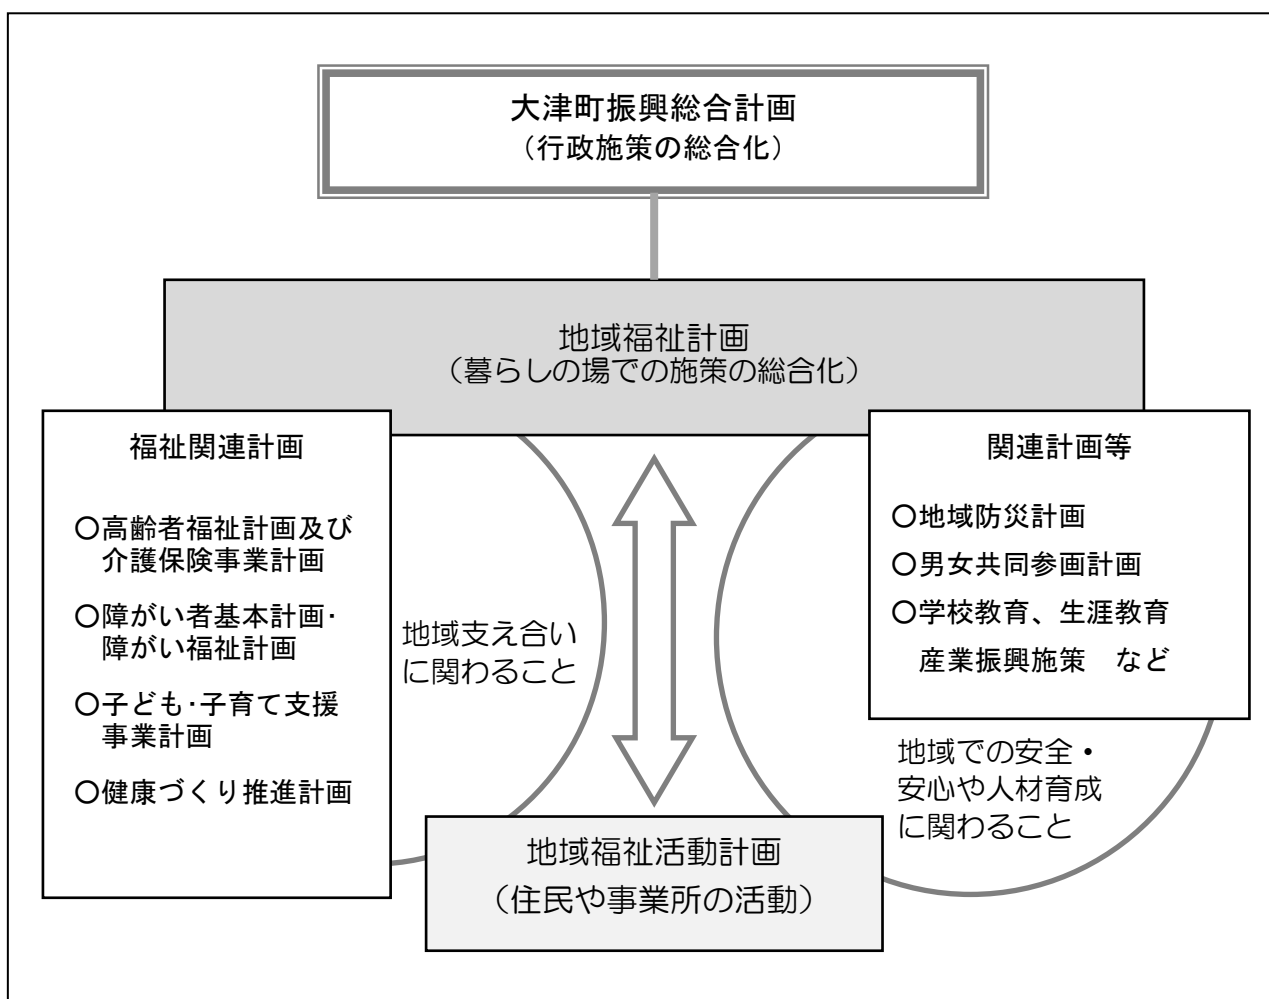 大津町振興総合計画
（行政施策の総合化）
地域福祉計画
（暮らしの場での施策の総合化）
福祉関連計画
○高齢者福祉計画及び
介護保険事業計画
○障がい者基本計画・
障がい福祉計画
○子ども・子育て支援
事業計画
○健康づくり推進計画
地域支え合い
に関わること
関連計画等
○地域防災計画
○男女共同参画計画
○学校教育、生涯教育
産業振興施策　など
地域での安全・
安心や人材育成
に関わること
地域福祉活動計画
（住民や事業所の活動）